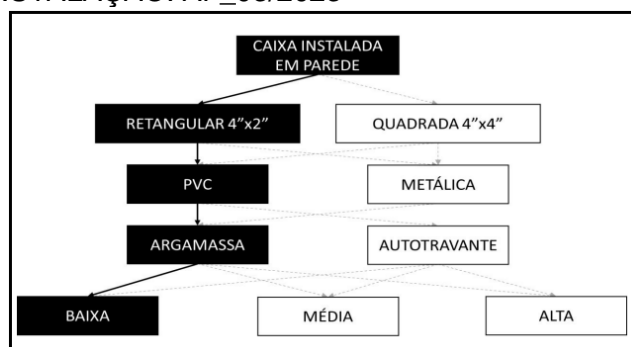 CAIXA INSTALADA
EM PAREDE
RETANGULAR 4”x2”
QUADRADA 4”x4”
PVC
METÁLICA
ARGAMASSA
AUTOTRAVANTE
BAIXA
MÉDIA
ALTA